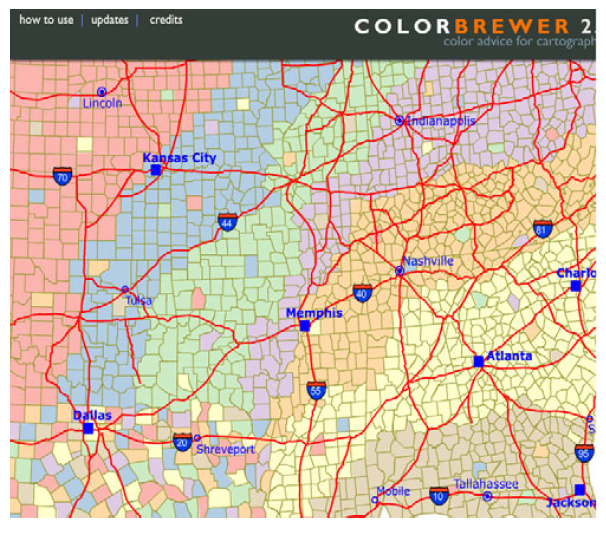 how to use | updates | credits
COLORBREWER 2.
color advice for cartograph
Lincoln
Indianapolis
Kansas City
70
44
81
Nashville
Charlo
Tulsa
40
Memphis
Atlanta
55
Dallas
20
Shreveport
S
95
Mobile
10
Tallahassee
Jackson